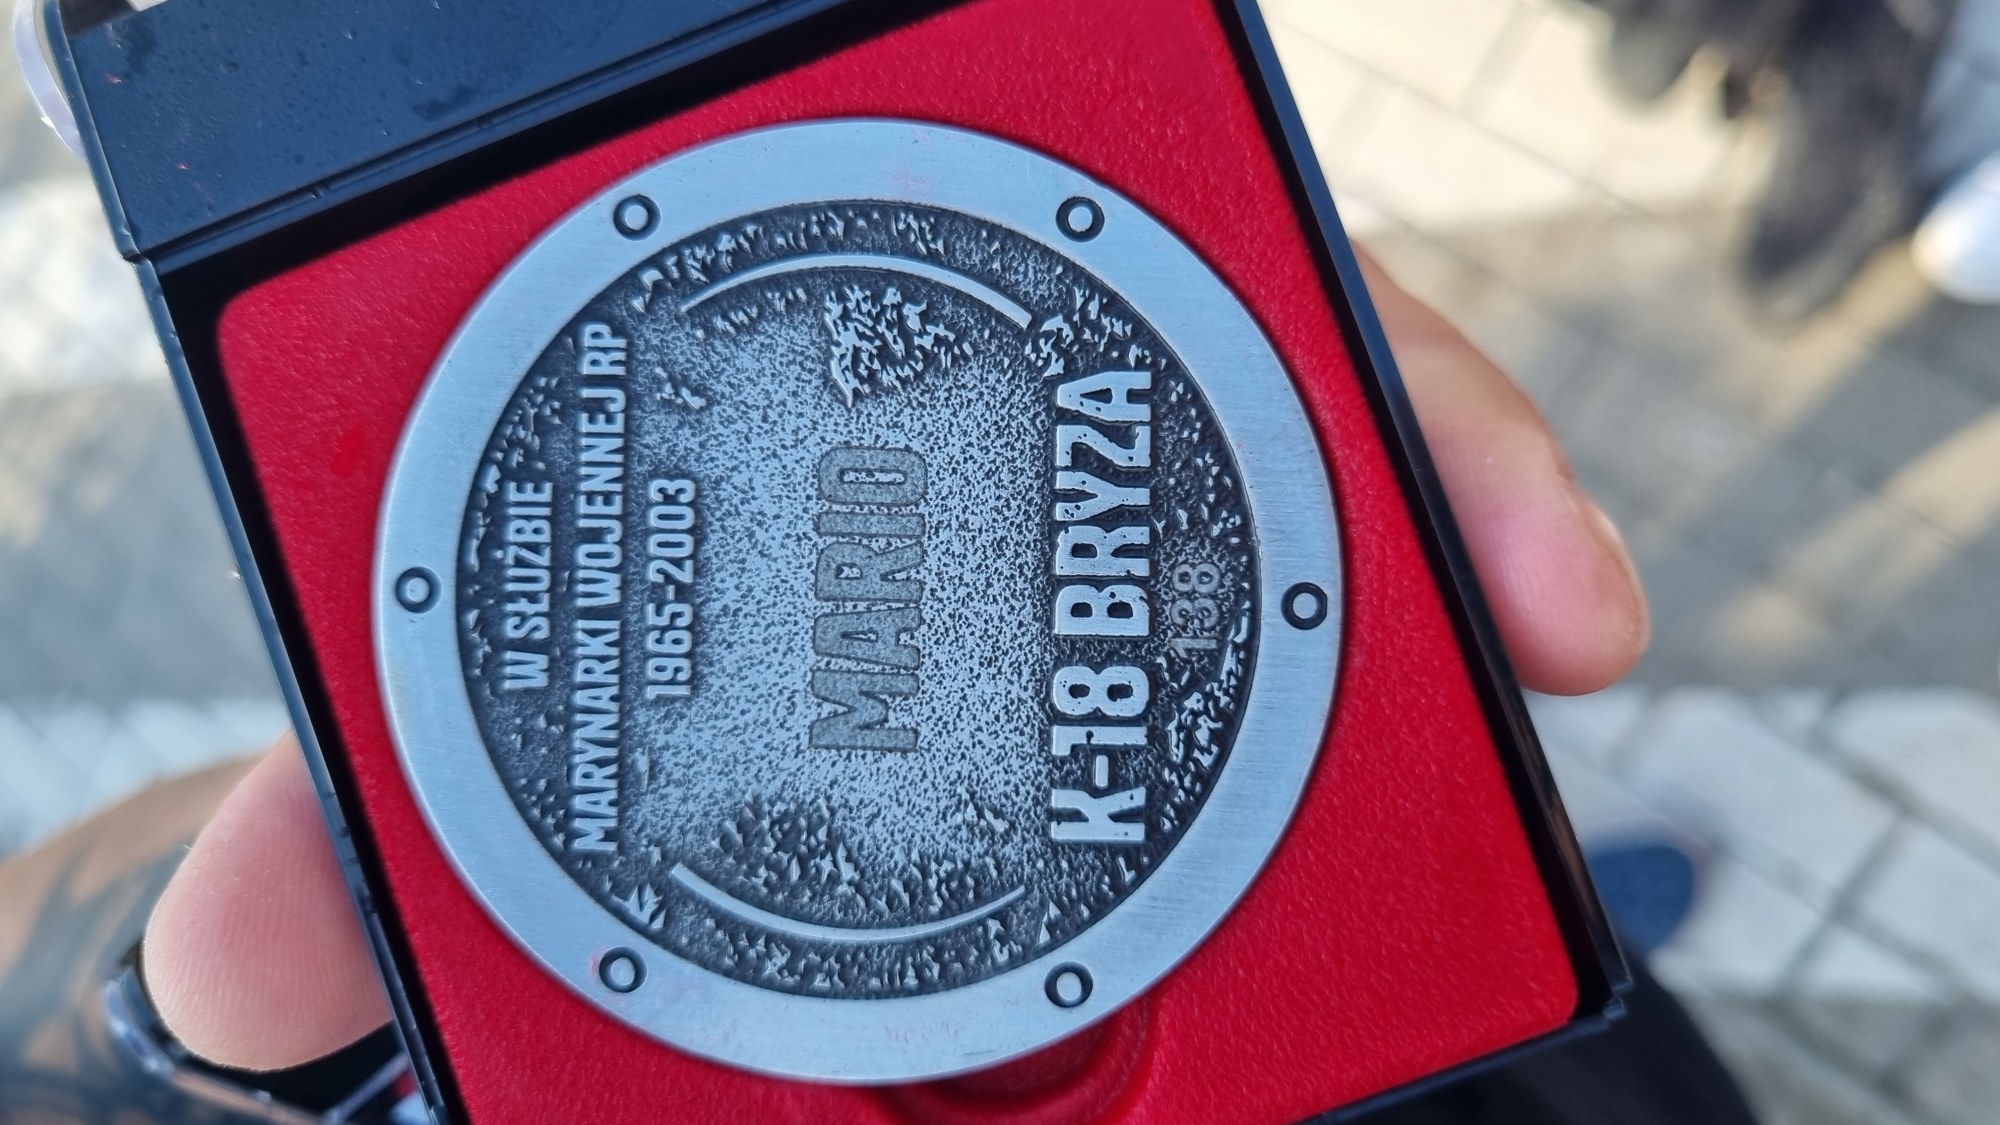 W SŁUŻBIE
MARYNARKI WOJENNEJ RP
1965-2003
MARIO
K-18 BRYZA
138